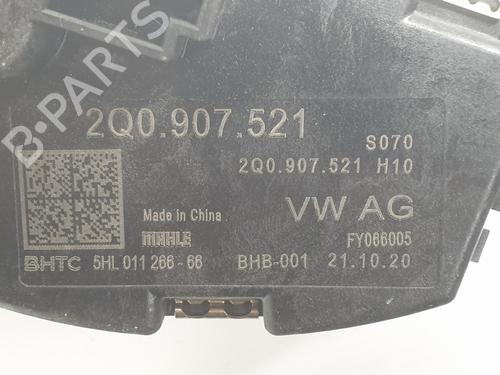 B-PARTS
2Q0.907.521
S070
2Q0.907.521 H10
Made in China
VW AG
MAHLE
FY066005
BHTC 5HL 011 266-66 BHB-001 21.10.20